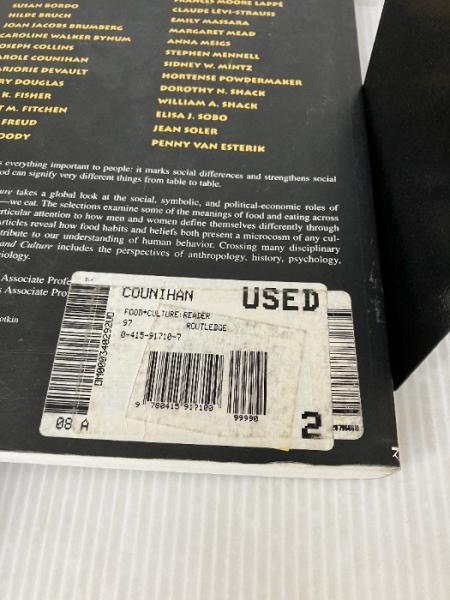 SUSAN BORDO
HILDE BRUCH
JOAN JACOBS BRUMBERG
CAROLINE WALKER BYNUM
JOSEPH COLLINS
CAROLE COUNIHAN
MARJORIE DEVAULT
RY DOUGLAS
K. FISHER
T M. FITCHEN
FREUD
OODY
FRANCES MOORE LAPPÉ
CLAUDE LÉVI-STRAUSS
EMILY MASSARA
MARGARET MEAD
ANNA MEIGS
STEPHEN MENNELL
SIDNEY W. MINTZ
HORTENSE POWDERMAKER
DOROTHY N. SHACK
WILLIAM A. SHACK
ELISA J. SOBO
JEAN SOLER
PENNY VAN ESTERIK
s everything important to people: it marks social differences and strengthens social
od can signify very different things from table to table.
ure takes a global look at the social, symbolic, and political-economic roles of
—we eat. The selections examine some of the meanings of food and eating across
rticular attention to how men and women define themselves differently through
Articles reveal how food habits and beliefs both present a microcosm of any cul-
tribute to our understanding of human behavior. Crossing many disciplinary
and Culture includes the perspectives of anthropology, history, psychology,
iology.
Associate Profe
s Associate Prof
otkin
COUNIHAN USED
FOOD+CULTURE:READER
97 ROUTLEDGE
0-415-91710-7
9 780415 917100
99990
08 A
2